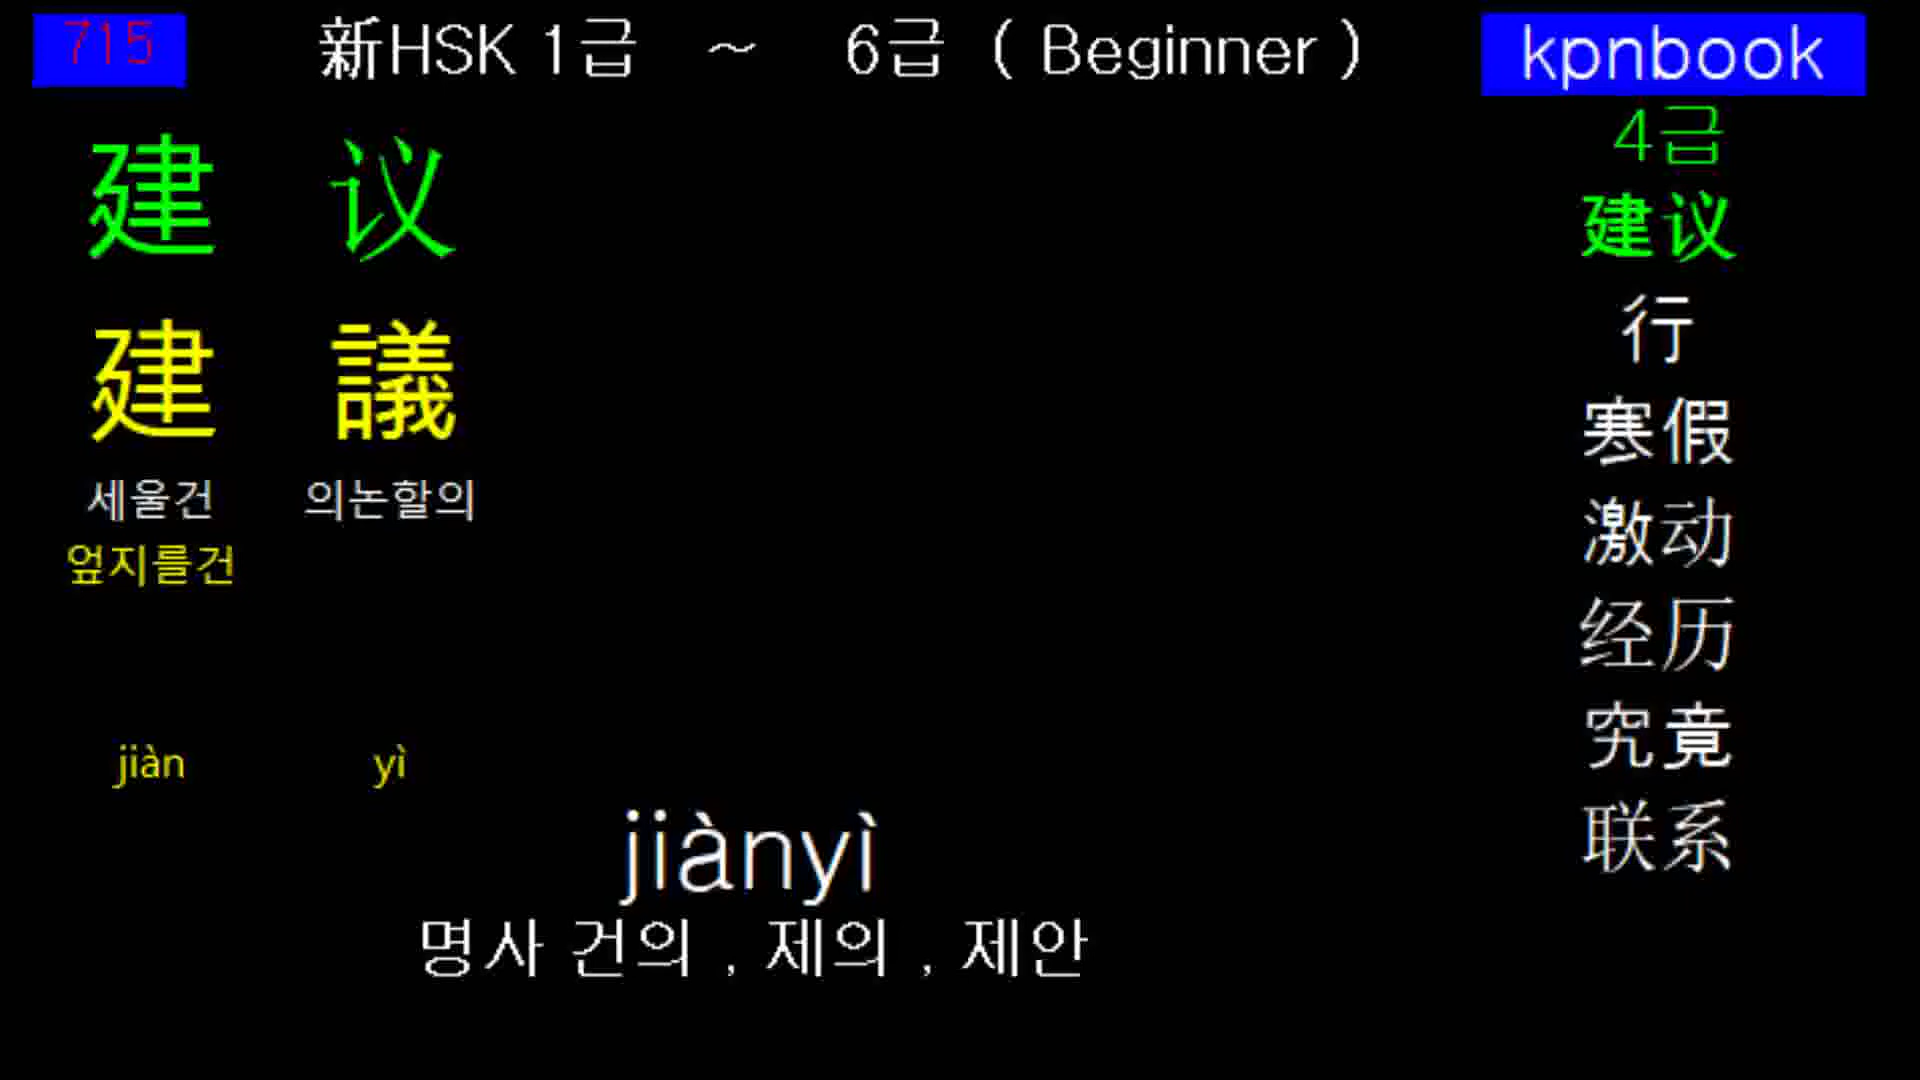 715
新HSK 1급 ~ 6급 ( Beginner )
kpnbook
建 议
建 議
세울건 의논할의
엎지를건
jiàn yì
jiànyì
명사 건의 , 제의 , 제안
4급
建议
行
寒假
激动
经历
究竟
联系